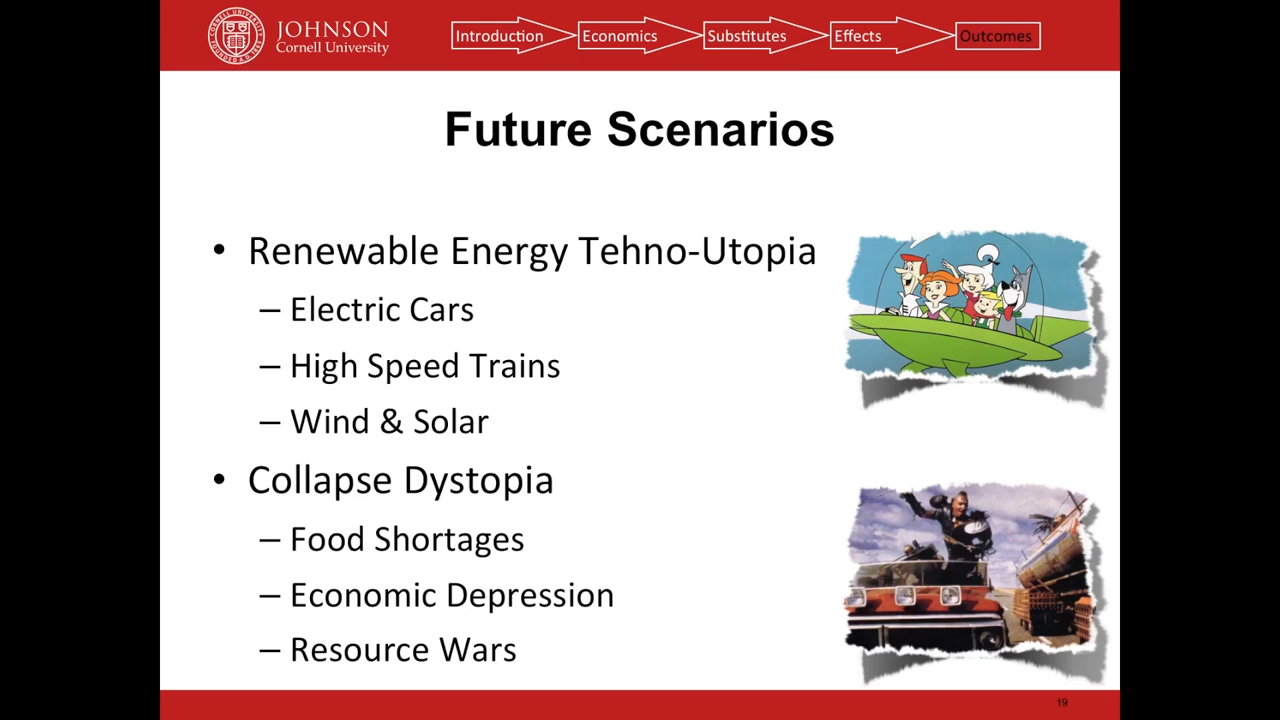 JOHNSON
Cornell University
Introduction
Economics
Substitutes
Effects
Outcomes
Future Scenarios
• Renewable Energy Tehno-Utopia
– Electric Cars
– High Speed Trains
– Wind & Solar
• Collapse Dystopia
– Food Shortages
– Economic Depression
– Resource Wars
19